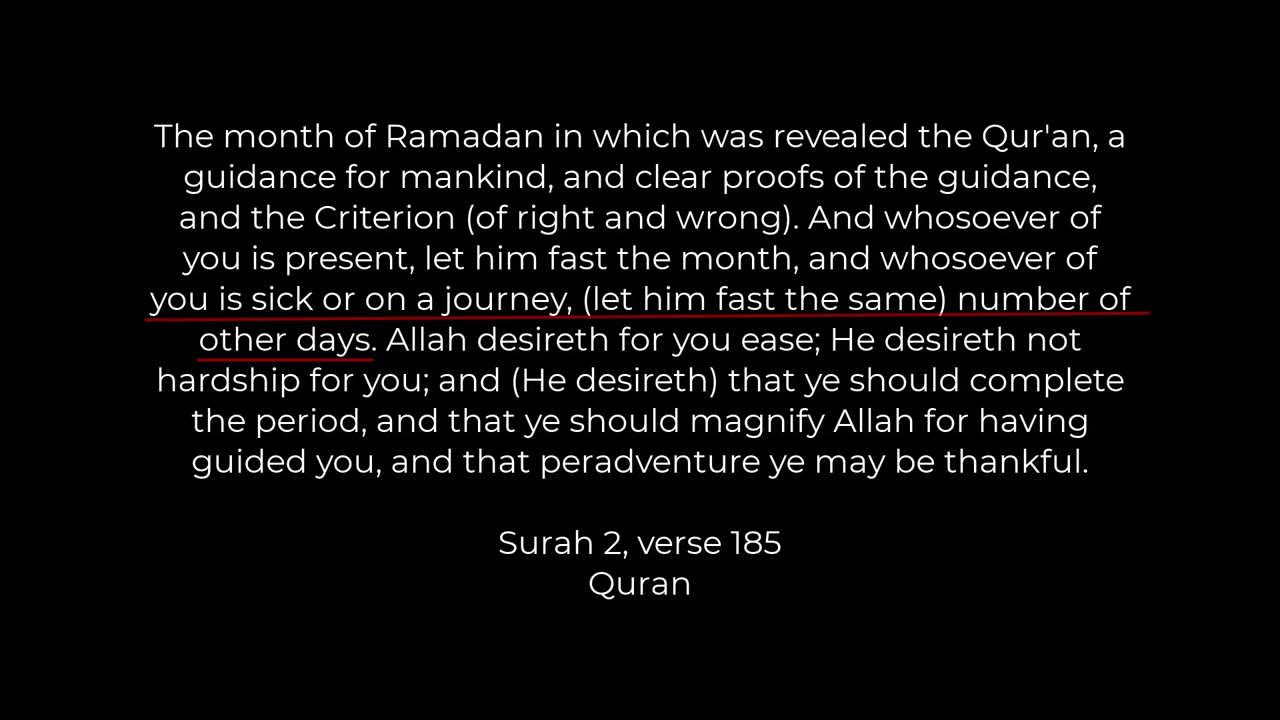 The month of Ramadan in which was revealed the Qur'an, a
guidance for mankind, and clear proofs of the guidance,
and the Criterion (of right and wrong). And whosoever of
you is present, let him fast the month, and whosoever of
you is sick or on a journey, (let him fast the same) number of
other days. Allah desireth for you ease; He desireth not
hardship for you; and (He desireth) that ye should complete
the period, and that ye should magnify Allah for having
guided you, and that peradventure ye may be thankful.
Surah 2, verse 185
Quran